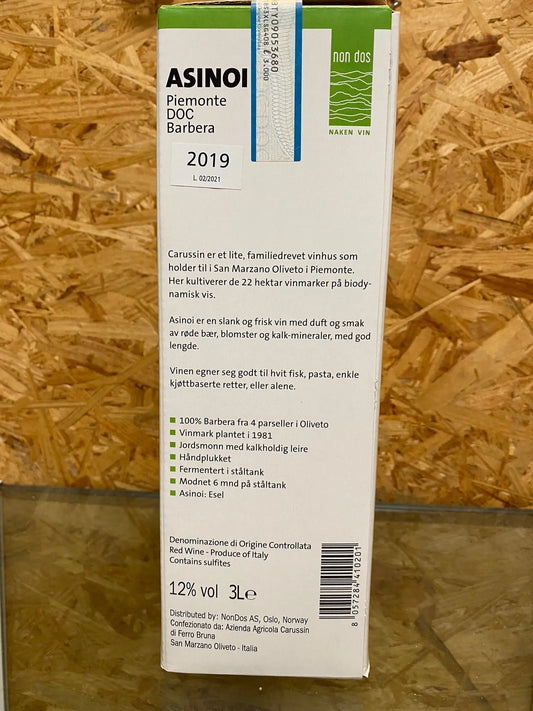 ASINOI
Piemonte
DOC
Barbera
2019
L. 02/2021
ℓ. 3.000
non dos
NAKEN VIN
Carussin er et lite, familiedrevet vinhus som
holder til i San Marzano Oliveto i Piemonte.
Her kultiverer de 22 hektar vinmarker på biody-
namisk vis.
Asinoi er en slank og frisk vin med duft og smak
av røde bær, blomster og kalk-mineraler, med god
lengde.
Vinen egner seg godt til hvit fisk, pasta, enkle
kjøttbaserte retter, eller alene.
100% Barbera fra 4 parseller i Oliveto
Vinmark plantet i 1981
Jordsmonn med kalkholdig leire
Håndplukket
Fermentert i ståltank
Modnet 6 mnd på ståltank
Asinoi: Esel
Denominazione di Origine Controllata
Red Wine - Produce of Italy
Contains sulfites
12% vol 3L℮
8 057284 410201
Distributed by: NonDos AS, Oslo, Norway
Confezionato da: Azienda Agricola Carussin
di Ferro Bruna
San Marzano Oliveto - Italia